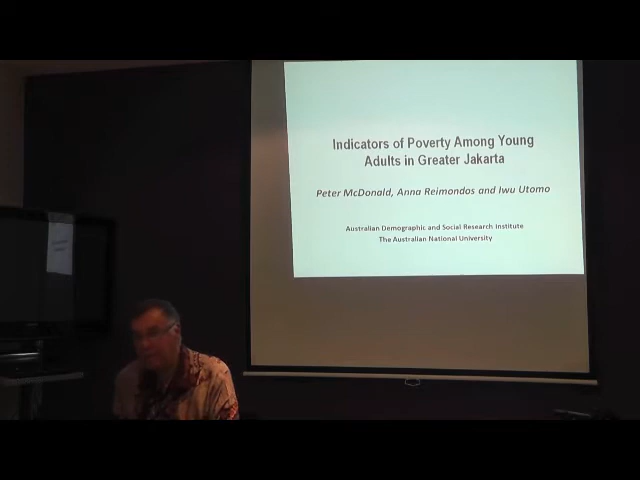 Indicators of Poverty Among Young
Adults in Greater Jakarta
Peter McDonald, Anna Reimondos and Iwu Utomo
Australian Demographic and Social Research Institute
The Australian National University